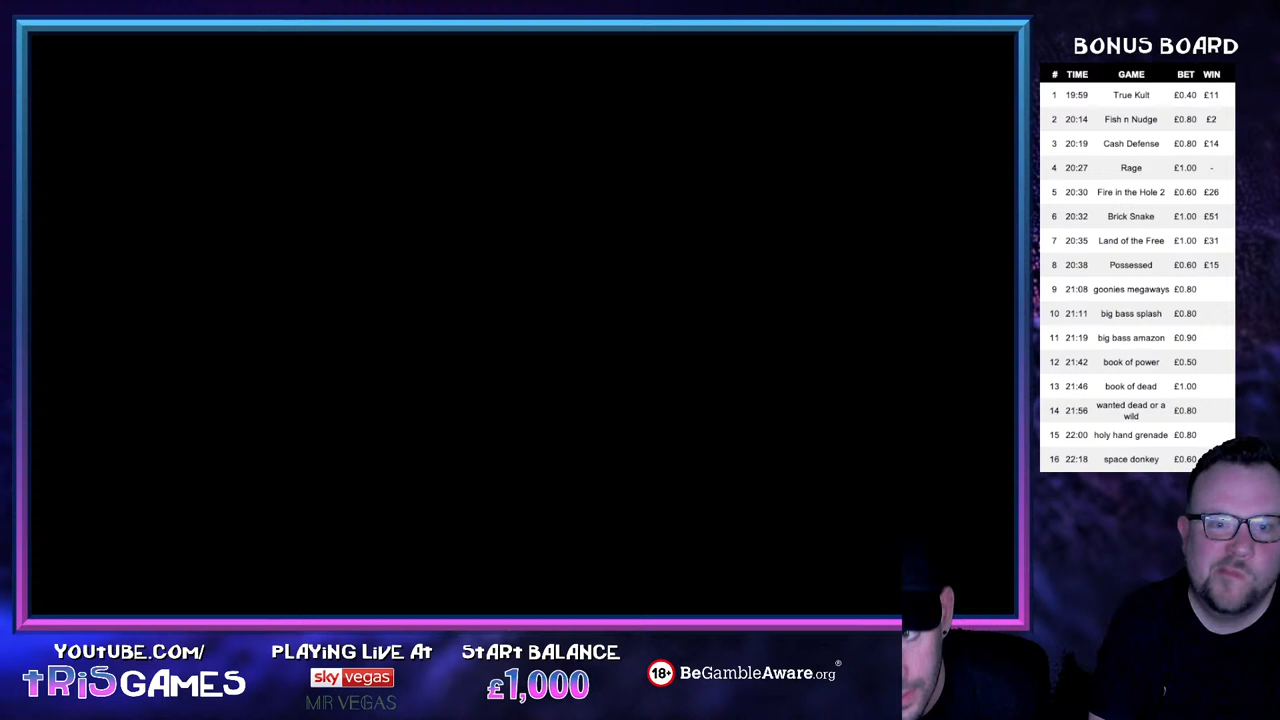 BONUS BOARD
# TIME GAME BET WIN
1 19:59 True Kult £0.40 £11
2 20:14 Fish n Nudge £0.80 £2
3 20:19 Cash Defense £0.80 £14
4 20:27 Rage £1.00 -
5 20:30 Fire in the Hole 2 £0.60 £26
6 20:32 Brick Snake £1.00 £51
7 20:35 Land of the Free £1.00 £31
8 20:38 Possessed £0.60 £15
9 21:08 goonies megaways £0.80
10 21:11 big bass splash £0.80
11 21:19 big bass amazon £0.90
12 21:42 book of power £0.50
13 21:46 book of dead £1.00
14 21:56 wanted dead or a wild £0.80
15 22:00 holy hand grenade £0.80
16 22:18 space donkey £0.60
YOUTUBE.COM/
tRiSGAMES
PLAYING LIVE AT
sky vegas
MR VEGAS
START BALANCE
£1,000
18+ BeGambleAware.org®